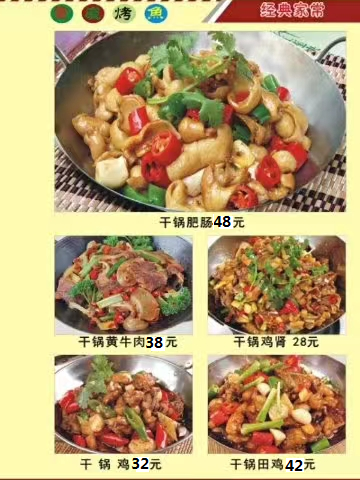 烤魚
经典家常
干锅肥肠48元
干锅黄牛肉38元
干锅鸡肾 28元
干 锅 鸡32元
干锅田鸡42元